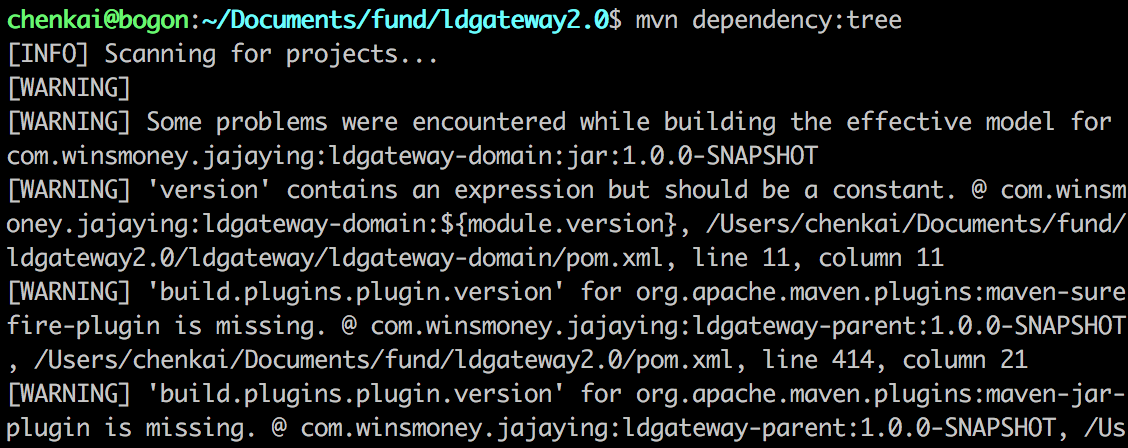 chenkai@bogon:~/Documents/fund/ldgateway2.0$ mvn dependency:tree
[INFO] Scanning for projects...
[WARNING]
[WARNING] Some problems were encountered while building the effective model for
com.winsmoney.jajaying:ldgateway-domain:jar:1.0.0-SNAPSHOT
[WARNING] 'version' contains an expression but should be a constant. @ com.winsm
oney.jajaying:ldgateway-domain:${module.version}, /Users/chenkai/Documents/fund/
ldgateway2.0/ldgateway/ldgateway-domain/pom.xml, line 11, column 11
[WARNING] 'build.plugins.plugin.version' for org.apache.maven.plugins:maven-sure
fire-plugin is missing. @ com.winsmoney.jajaying:ldgateway-parent:1.0.0-SNAPSHOT
, /Users/chenkai/Documents/fund/ldgateway2.0/pom.xml, line 414, column 21
[WARNING] 'build.plugins.plugin.version' for org.apache.maven.plugins:maven-jar-
plugin is missing. @ com.winsmoney.jajaying:ldgateway-parent:1.0.0-SNAPSHOT, /Us